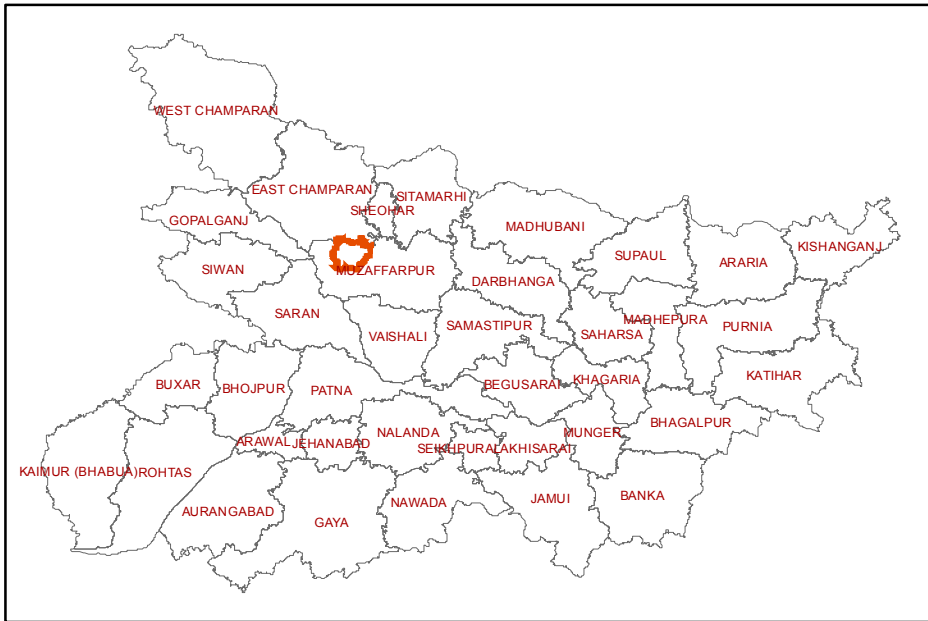 WEST CHAMPARAN
EAST CHAMPARAN
SITAMARHI
SHEOHAR
GOPALGANJ
MADHUBANI
KISHANGANJ
SUPAUL
ARARIA
SIWAN
MUZAFFARPUR
DARBHANGA
SARAN
MADHEPURA
VAISHALI
SAMASTIPUR
SAHARSA
PURNIA
BUXAR
BHOJPUR
PATNA
BEGUSARAI
KHAGARIA
KATIHAR
BHAGALPUR
ARAWAL
JEHANABAD
NALANDA
SEIKHPURA
LAKHISARAI
MUNGER
KAIMUR (BHABUA)
ROHTAS
AURANGABAD
GAYA
NAWADA
JAMUI
BANKA